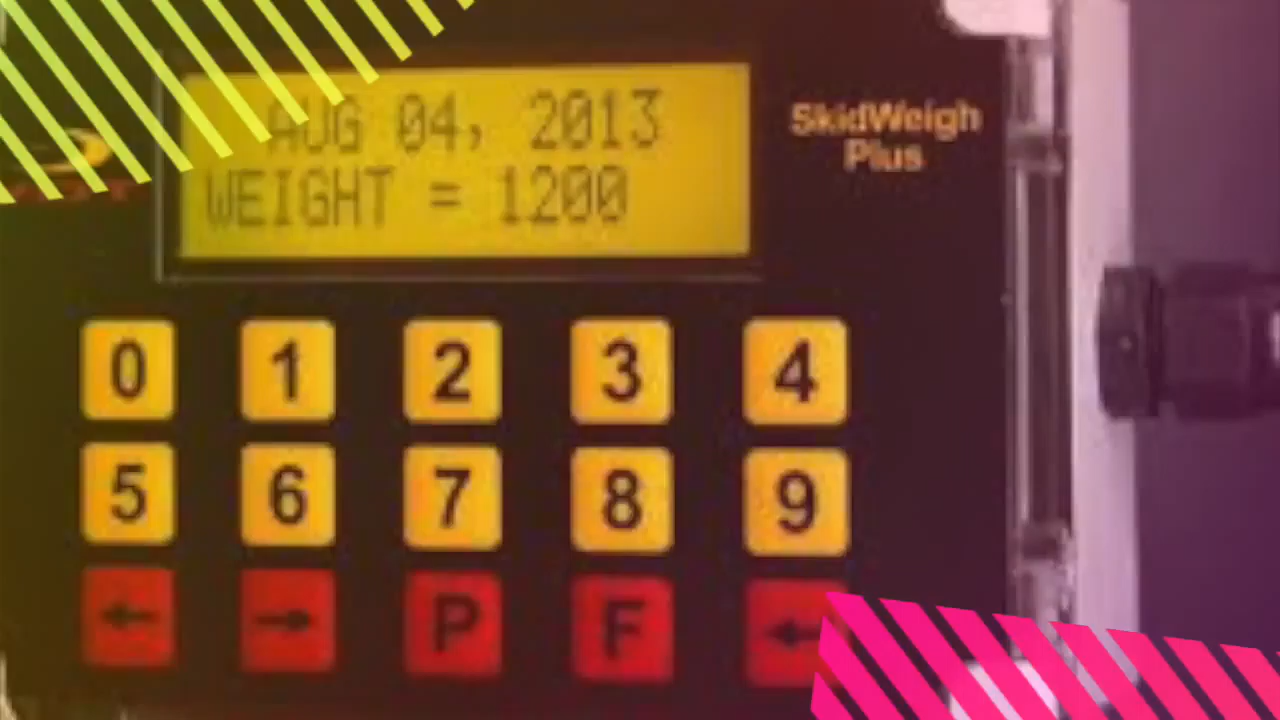 AUG 04, 2013
WEIGHT = 1200
SkidWeigh
Plus
0 1 2 3 4
5 6 7 8 9
← → P F ←